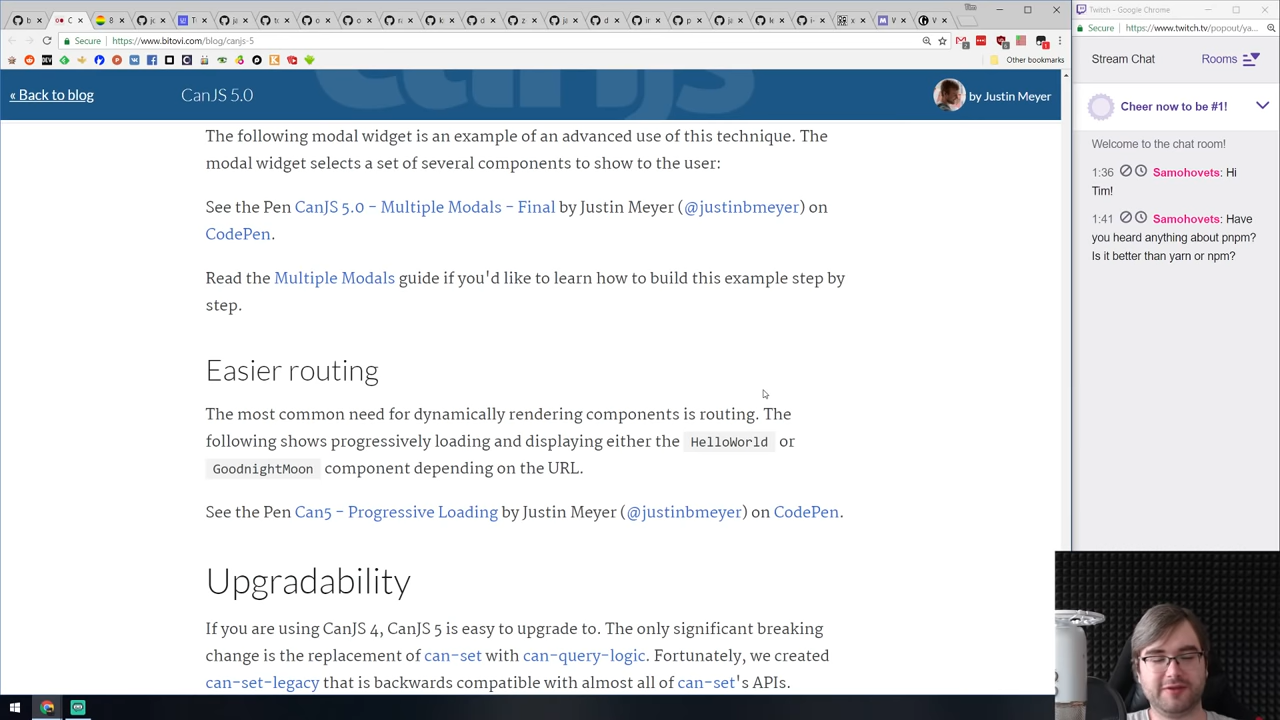 Secure
https://www.bitovi.com/blog/canjs-5
Other bookmarks
« Back to blog
CanJS 5.0
by Justin Meyer
The following modal widget is an example of an advanced use of this technique. The
modal widget selects a set of several components to show to the user:
See the Pen CanJS 5.0 - Multiple Modals - Final by Justin Meyer (@justinbmeyer) on
CodePen.
Read the Multiple Modals guide if you'd like to learn how to build this example step by
step.
Easier routing
The most common need for dynamically rendering components is routing. The
following shows progressively loading and displaying either the HelloWorld or
GoodnightMoon component depending on the URL.
See the Pen Can5 - Progressive Loading by Justin Meyer (@justinbmeyer) on CodePen.
Upgradability
If you are using CanJS 4, CanJS 5 is easy to upgrade to. The only significant breaking
change is the replacement of can-set with can-query-logic. Fortunately, we created
can-set-legacy that is backwards compatible with almost all of can-set's APIs.
Twitch - Google Chrome
Secure
https://www.twitch.tv/popout/ya...
Stream Chat
Rooms
Cheer now to be #1!
Welcome to the chat room!
1:36 Samohovets: Hi
Tim!
1:41 Samohovets: Have
you heard anything about pnpm?
Is it better than yarn or npm?